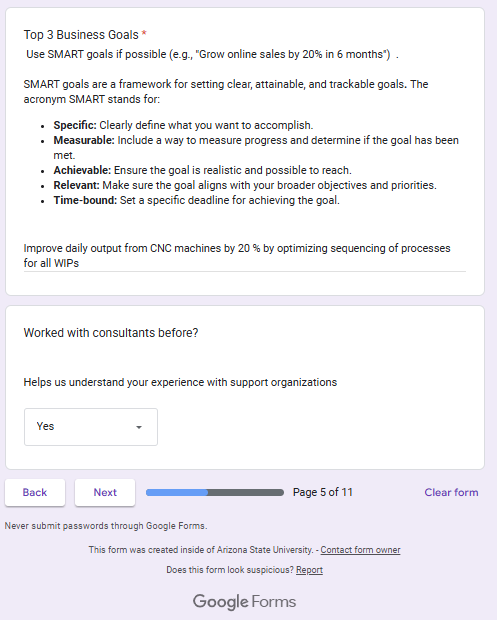 Top 3 Business Goals *
Use SMART goals if possible (e.g., "Grow online sales by 20% in 6 months")  .
SMART goals are a framework for setting clear, attainable, and trackable goals. The
acronym SMART stands for:
• Specific: Clearly define what you want to accomplish.
• Measurable: Include a way to measure progress and determine if the goal has been
met.
• Achievable: Ensure the goal is realistic and possible to reach.
• Relevant: Make sure the goal aligns with your broader objectives and priorities.
• Time-bound: Set a specific deadline for achieving the goal.
Improve daily output from CNC machines by 20 % by optimizing sequencing of processes
for all WIPs
Worked with consultants before?
Helps us understand your experience with support organizations
Yes
Back Next Page 5 of 11 Clear form
Never submit passwords through Google Forms.
This form was created inside of Arizona State University. - Contact form owner
Does this form look suspicious? Report
Google Forms